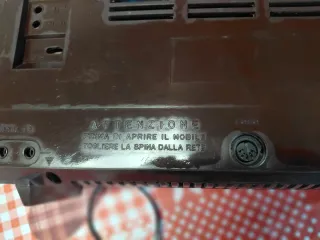 ATTENZIONE
PRIMA DI APRIRE IL MOBILE
TOGLIERE LA SPINA DALLA RETE